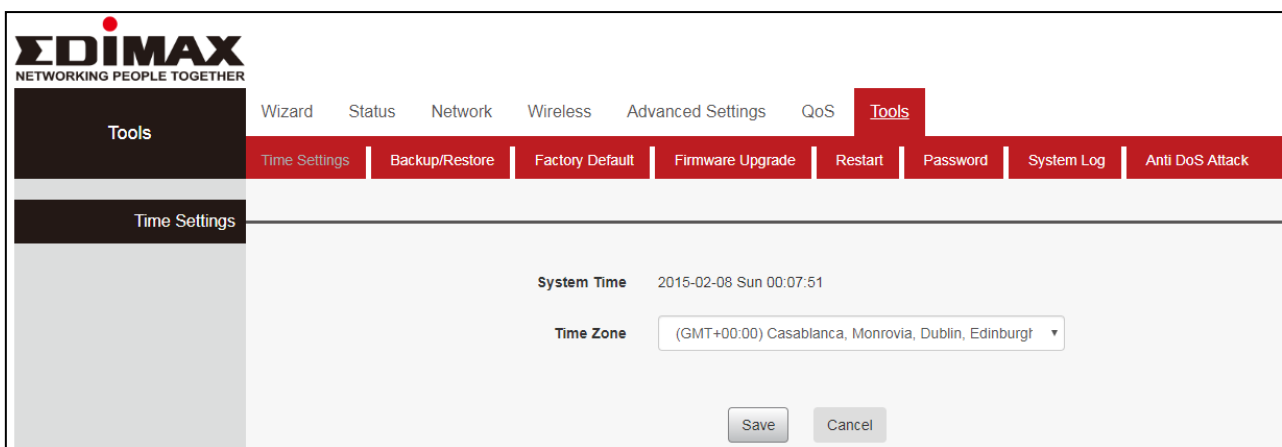 EDIMAX
NETWORKING PEOPLE TOGETHER
Tools
Wizard Status Network Wireless Advanced Settings QoS Tools
Time Settings Backup/Restore Factory Default Firmware Upgrade Restart Password System Log Anti DoS Attack
Time Settings
System Time 2015-02-08 Sun 00:07:51
Time Zone (GMT+00:00) Casablanca, Monrovia, Dublin, Edinburgh
Save Cancel